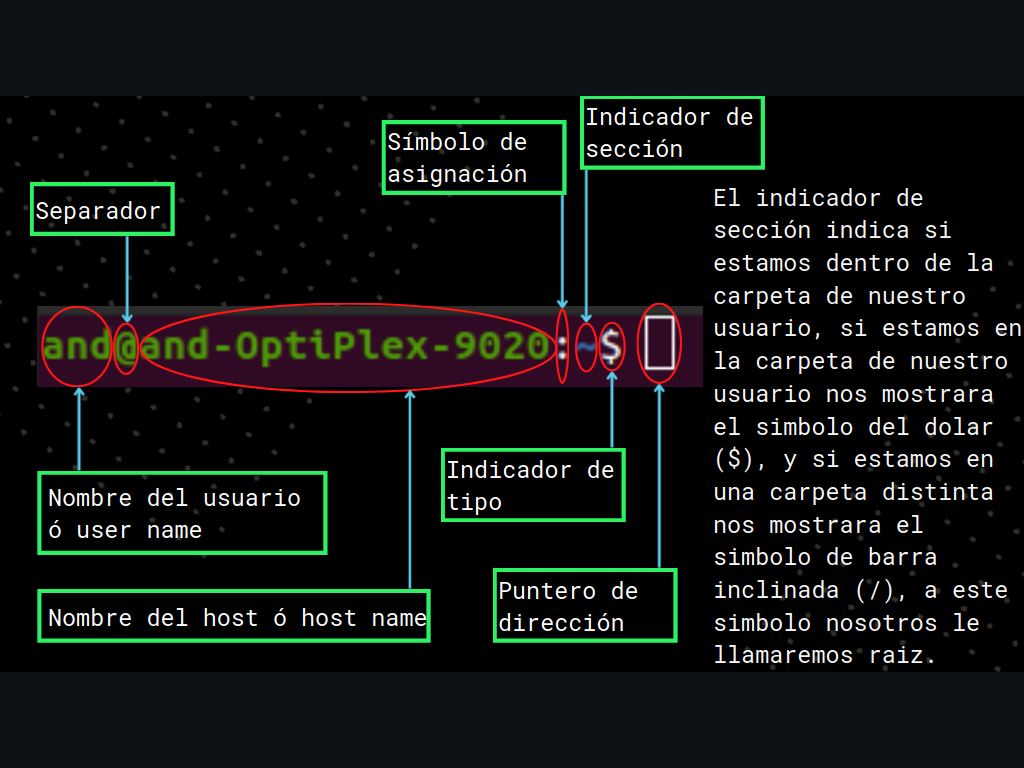 Indicador de
sección
Símbolo de
asignación
Separador
and@and-OptiPlex-9020:~$
Nombre del usuario
ó user name
Nombre del host ó host name
Indicador de
tipo
Puntero de
dirección
El indicador de
sección indica si
estamos dentro de la
carpeta de nuestro
usuario, si estamos en
la carpeta de nuestro
usuario nos mostrara
el simbolo del dolar
($), y si estamos en
una carpeta distinta
nos mostrara el
simbolo de barra
inclinada (/), a este
simbolo nosotros le
llamaremos raiz.